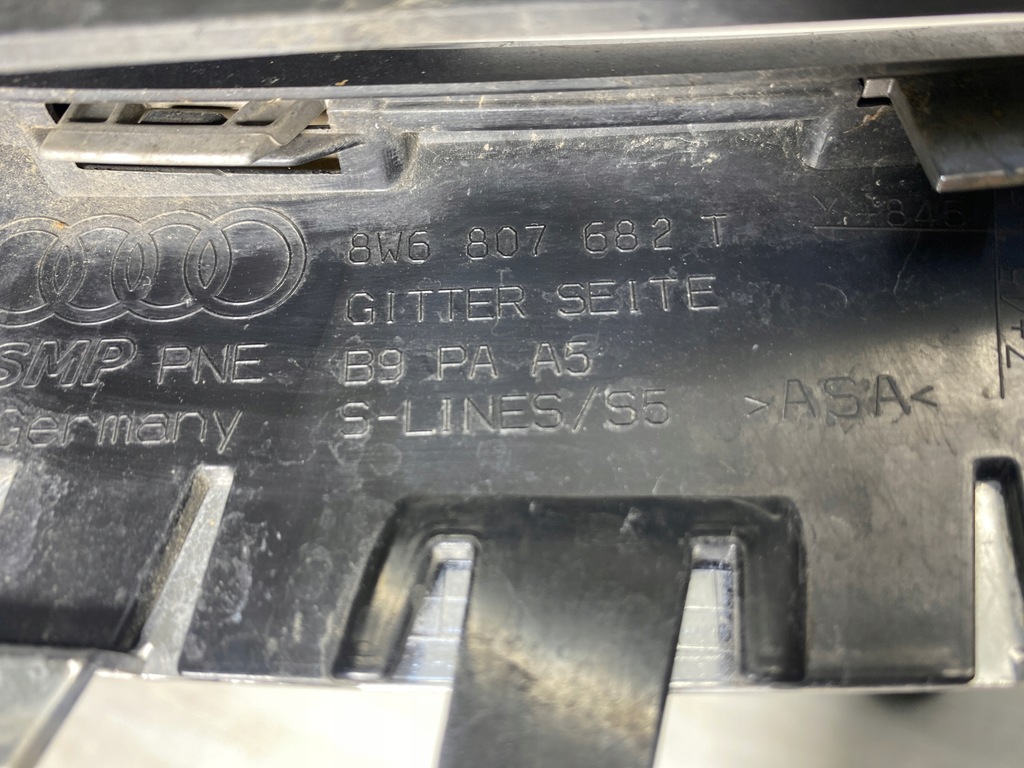 8W6 807 682 T
GITTER SEITE
SMP PNE B9 PA A5
Germany S-LINES/S5 >ASA<